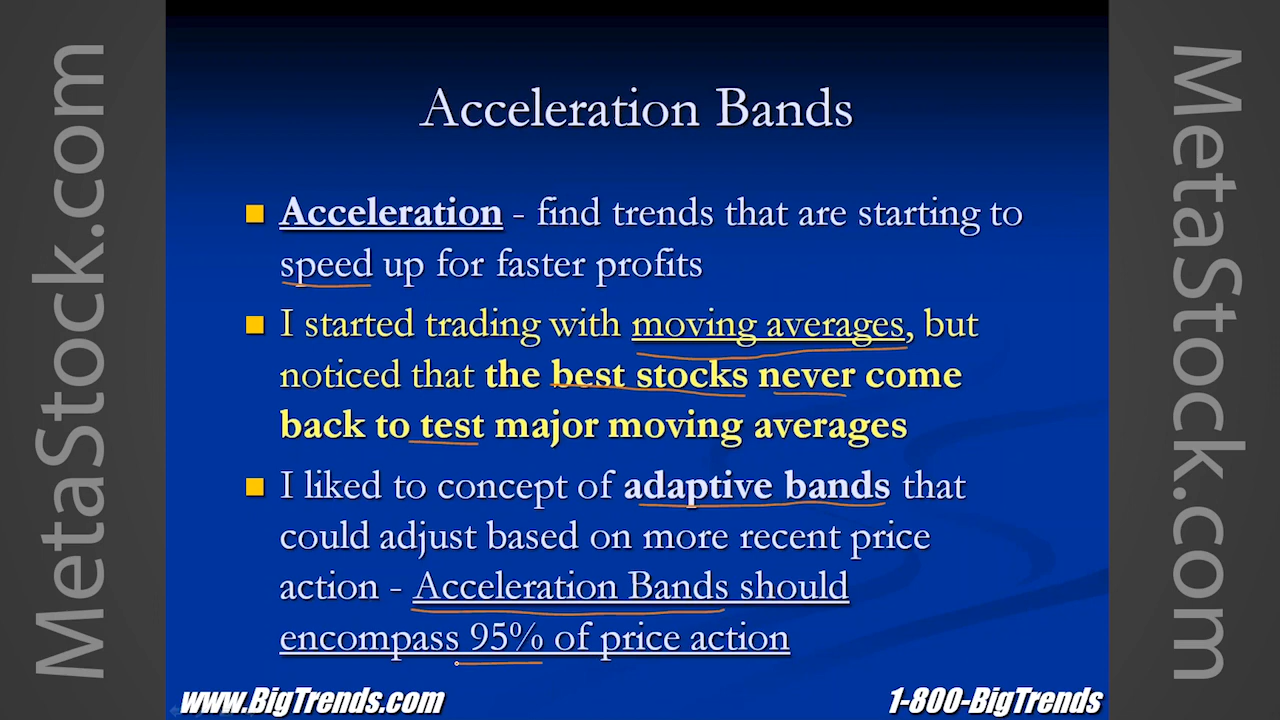 MetaStock.com
Acceleration Bands
Acceleration - find trends that are starting to
speed up for faster profits
I started trading with moving averages, but
noticed that the best stocks never come
back to test major moving averages
I liked to concept of adaptive bands that
could adjust based on more recent price
action - Acceleration Bands should
encompass 95% of price action
www.BigTrends.com
1-800-BigTrends
MetaStock.com